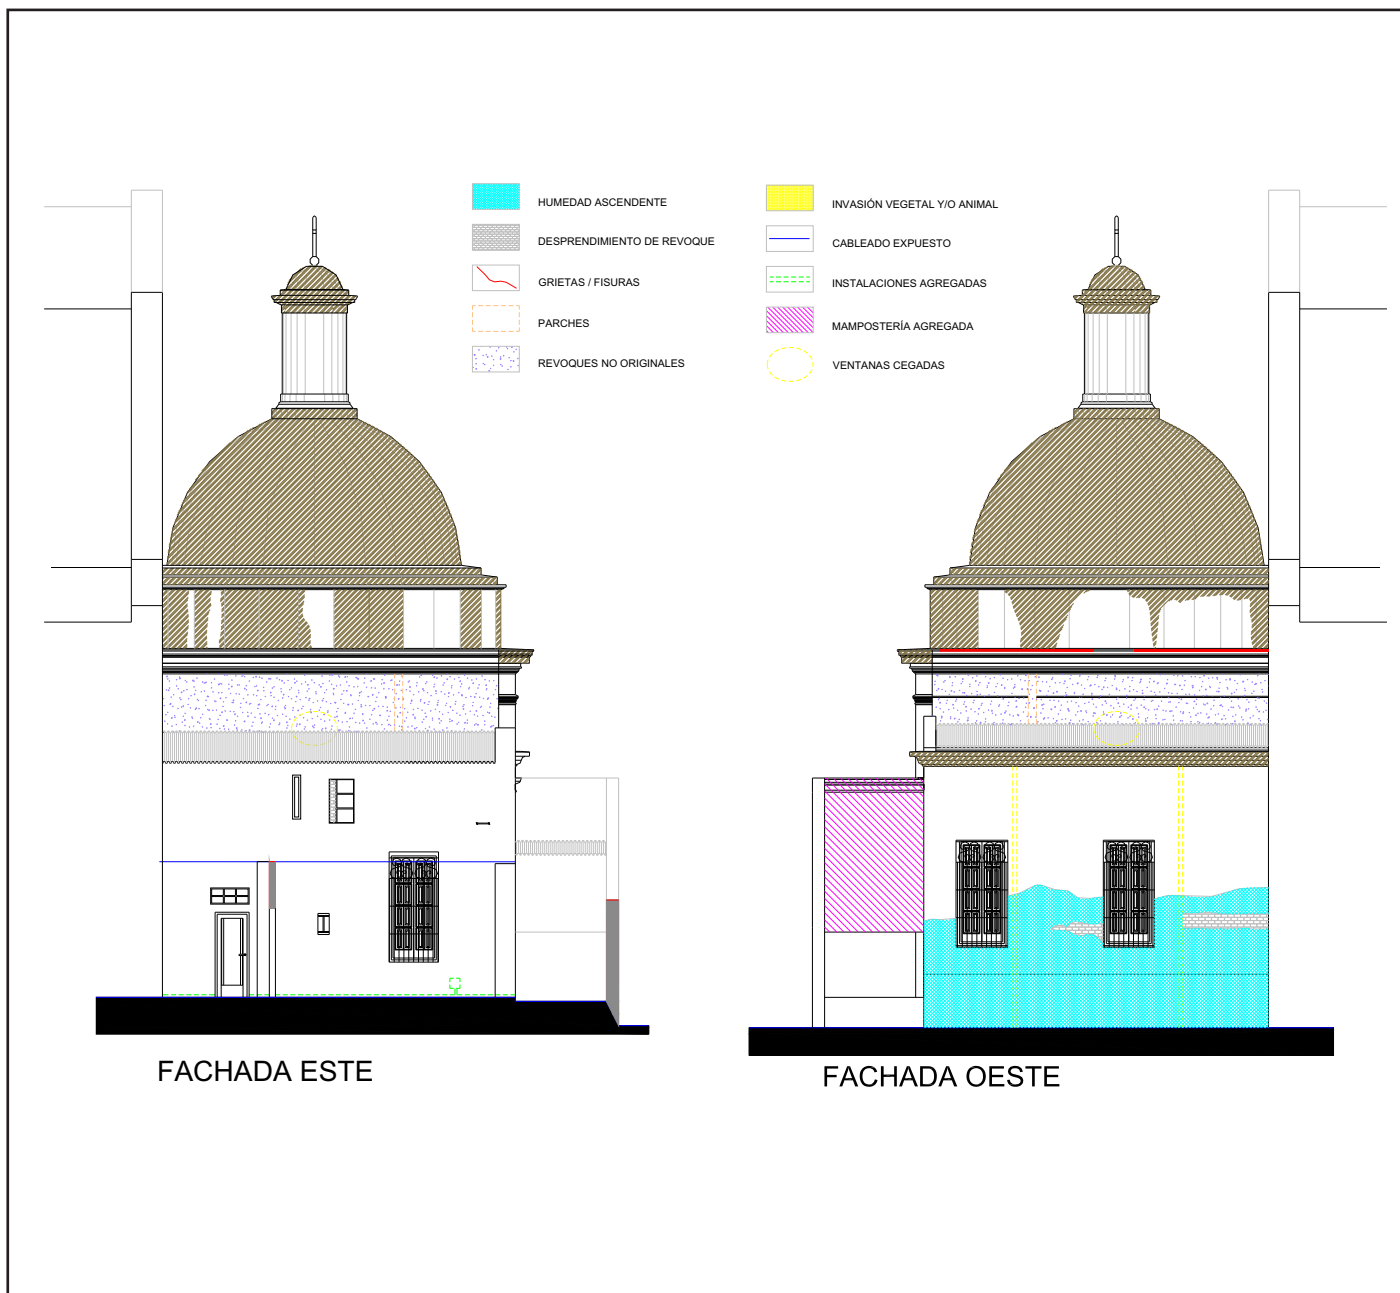 HUMEDAD ASCENDENTE
DESPRENDIMIENTO DE REVOQUE
GRIETAS / FISURAS
PARCHES
REVOQUES NO ORIGINALES
INVASIÓN VEGETAL Y/O ANIMAL
CABLEADO EXPUESTO
INSTALACIONES AGREGADAS
MAMPOSTERÍA AGREGADA
VENTANAS CEGADAS
FACHADA ESTE
FACHADA OESTE